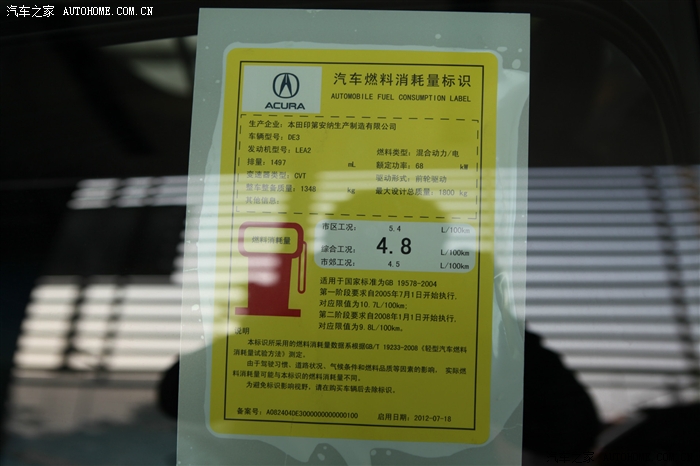 汽车之家 AUTOHOME.COM.CN
汽车燃料消耗量标识
AUTOMOBILE FUEL CONSUMPTION LABEL
ACURA
生产企业: 本田印第安纳生产制造有限公司
车辆型号: DE3
发动机型号: LEA2 燃料类型: 混合动力/电
排量: 1497 mL 额定功率: 68 kW
变速器类型: CVT 驱动形式: 前轮驱动
整车整备质量: 1348 kg 最大设计总质量: 1800 kg
其他信息:
燃料消耗量
市区工况: 5.4 L/100km
综合工况: 4.8 L/100km
市郊工况: 4.5 L/100km
适用于国家标准为GB 19578-2004
第一阶段要求自2005年7月1日开始执行,
对应限值为10.7L/100km;
第二阶段要求自2008年1月1日开始执行,
对应限值为9.8L/100km。
说明
本标识所采用的燃料消耗量数据系根据GB/T 19233-2008《轻型汽车燃料
消耗量试验方法》测定。
由于驾驶习惯、道路状况、气候条件和燃料品质等因素的影响, 实际燃
料消耗量可能与本标识的燃料消耗量不同。
为避免标识影响视野, 请在购买车辆后去除标识。
备案号: A0B2404DE3000000000000100 启用日期: 2012-07-18